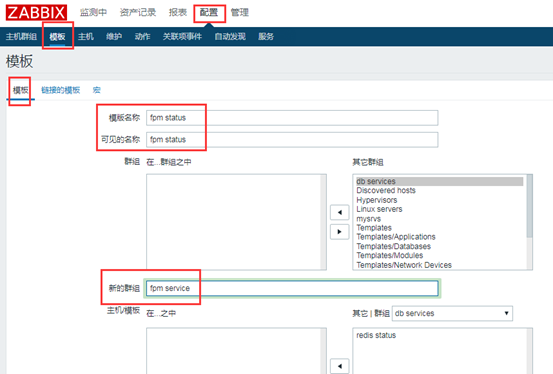 ZABBIX 监测中 资产记录 报表 配置 管理
主机群组 模板 主机 维护 动作 关联项事件 自动发现 服务
模板
模板 链接的模板 宏
模版名称 fpm status
可见的名称 fpm status
群组 在...群组之中 其它群组
db services
Discovered hosts
Hypervisors
Linux servers
mysrvs
Templates
Templates/Applications
Templates/Databases
Templates/Modules
Templates/Network Devices
新的群组 fpm service
主机/模板 在...之中 其它 | 群组 db services
redis status